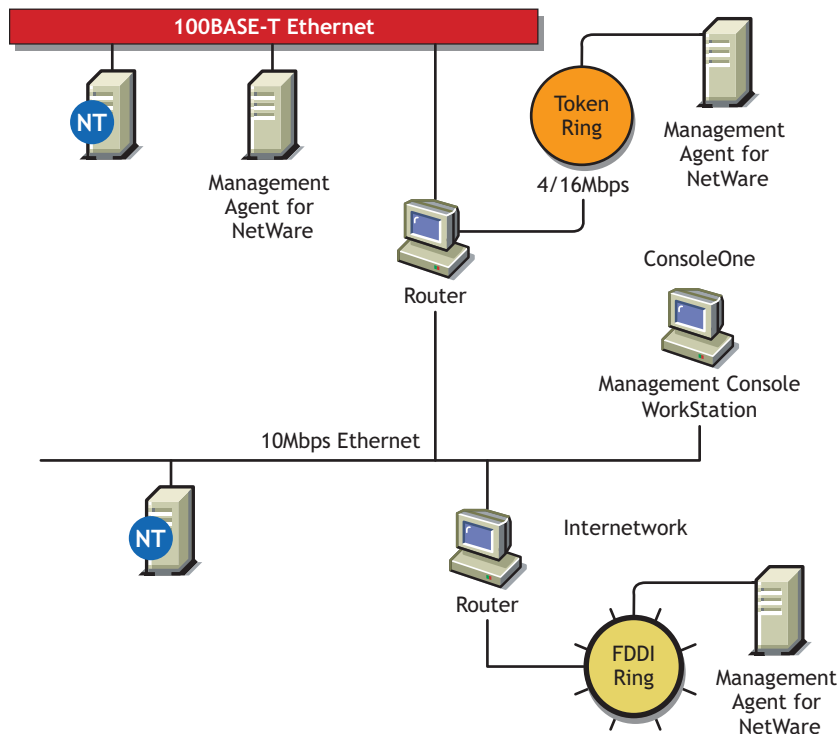 100BASE-T Ethernet
NT
Management
Agent for
NetWare
Token
Ring
4/16Mbps
Management
Agent for
NetWare
Router
ConsoleOne
Management Console
WorkStation
10Mbps Ethernet
NT
Router
Internetwork
FDDI
Ring
Management
Agent for
NetWare